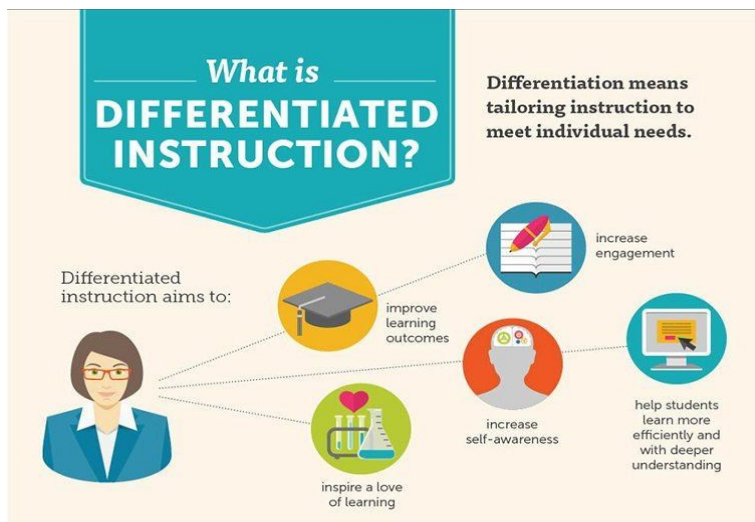 What is
DIFFERENTIATED
INSTRUCTION?
Differentiation means
tailoring instruction to
meet individual needs.
Differentiated
instruction aims to:
improve
learning
outcomes
increase
engagement
increase
self-awareness
help students
learn more
efficiently and
with deeper
understanding
inspire a love
of learning